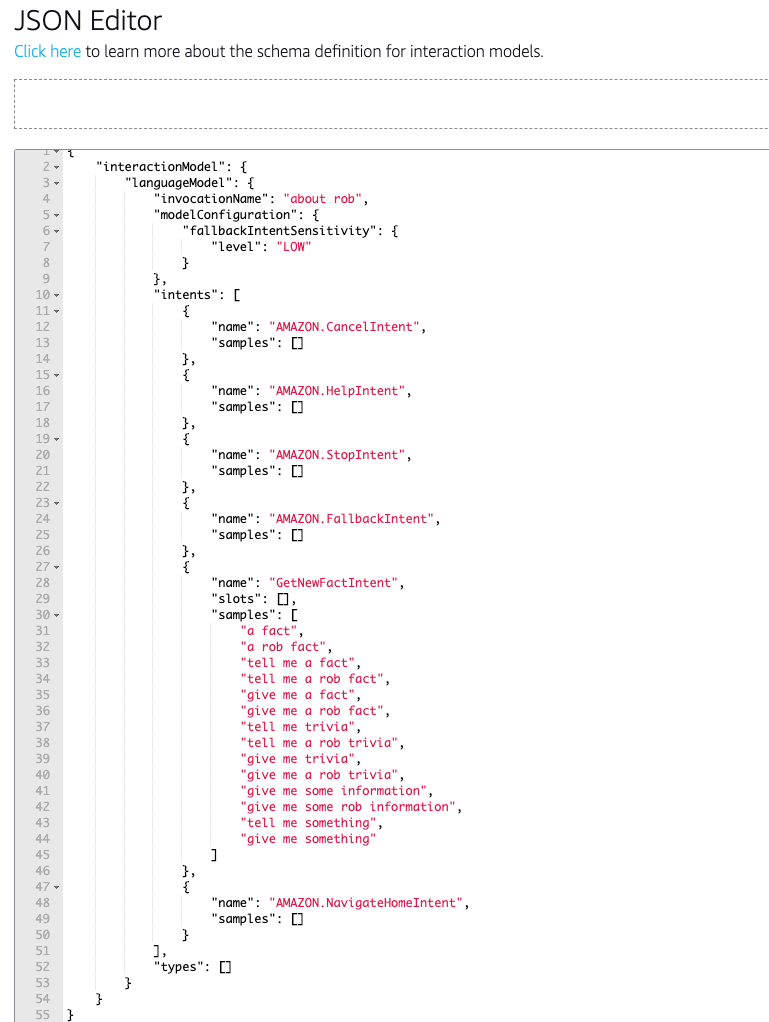 JSON Editor
Click here to learn more about the schema definition for interaction models.
1 {
2 "interactionModel": {
3 "languageModel": {
4 "invocationName": "about rob",
5 "modelConfiguration": {
6 "fallbackIntentSensitivity": {
7 "level": "LOW"
8 }
9 },
10 "intents": [
11 {
12 "name": "AMAZON.CancelIntent",
13 "samples": []
14 },
15 {
16 "name": "AMAZON.HelpIntent",
17 "samples": []
18 },
19 {
20 "name": "AMAZON.StopIntent",
21 "samples": []
22 },
23 {
24 "name": "AMAZON.FallbackIntent",
25 "samples": []
26 },
27 {
28 "name": "GetNewFactIntent",
29 "slots": [],
30 "samples": [
31 "a fact",
32 "a rob fact",
33 "tell me a fact",
34 "tell me a rob fact",
35 "give me a fact",
36 "give me a rob fact",
37 "tell me trivia",
38 "tell me a rob trivia",
39 "give me trivia",
40 "give me a rob trivia",
41 "give me some information",
42 "give me some rob information",
43 "tell me something",
44 "give me something"
45 ]
46 },
47 {
48 "name": "AMAZON.NavigateHomeIntent",
49 "samples": []
50 }
51 ],
52 "types": []
53 }
54 }
55 }